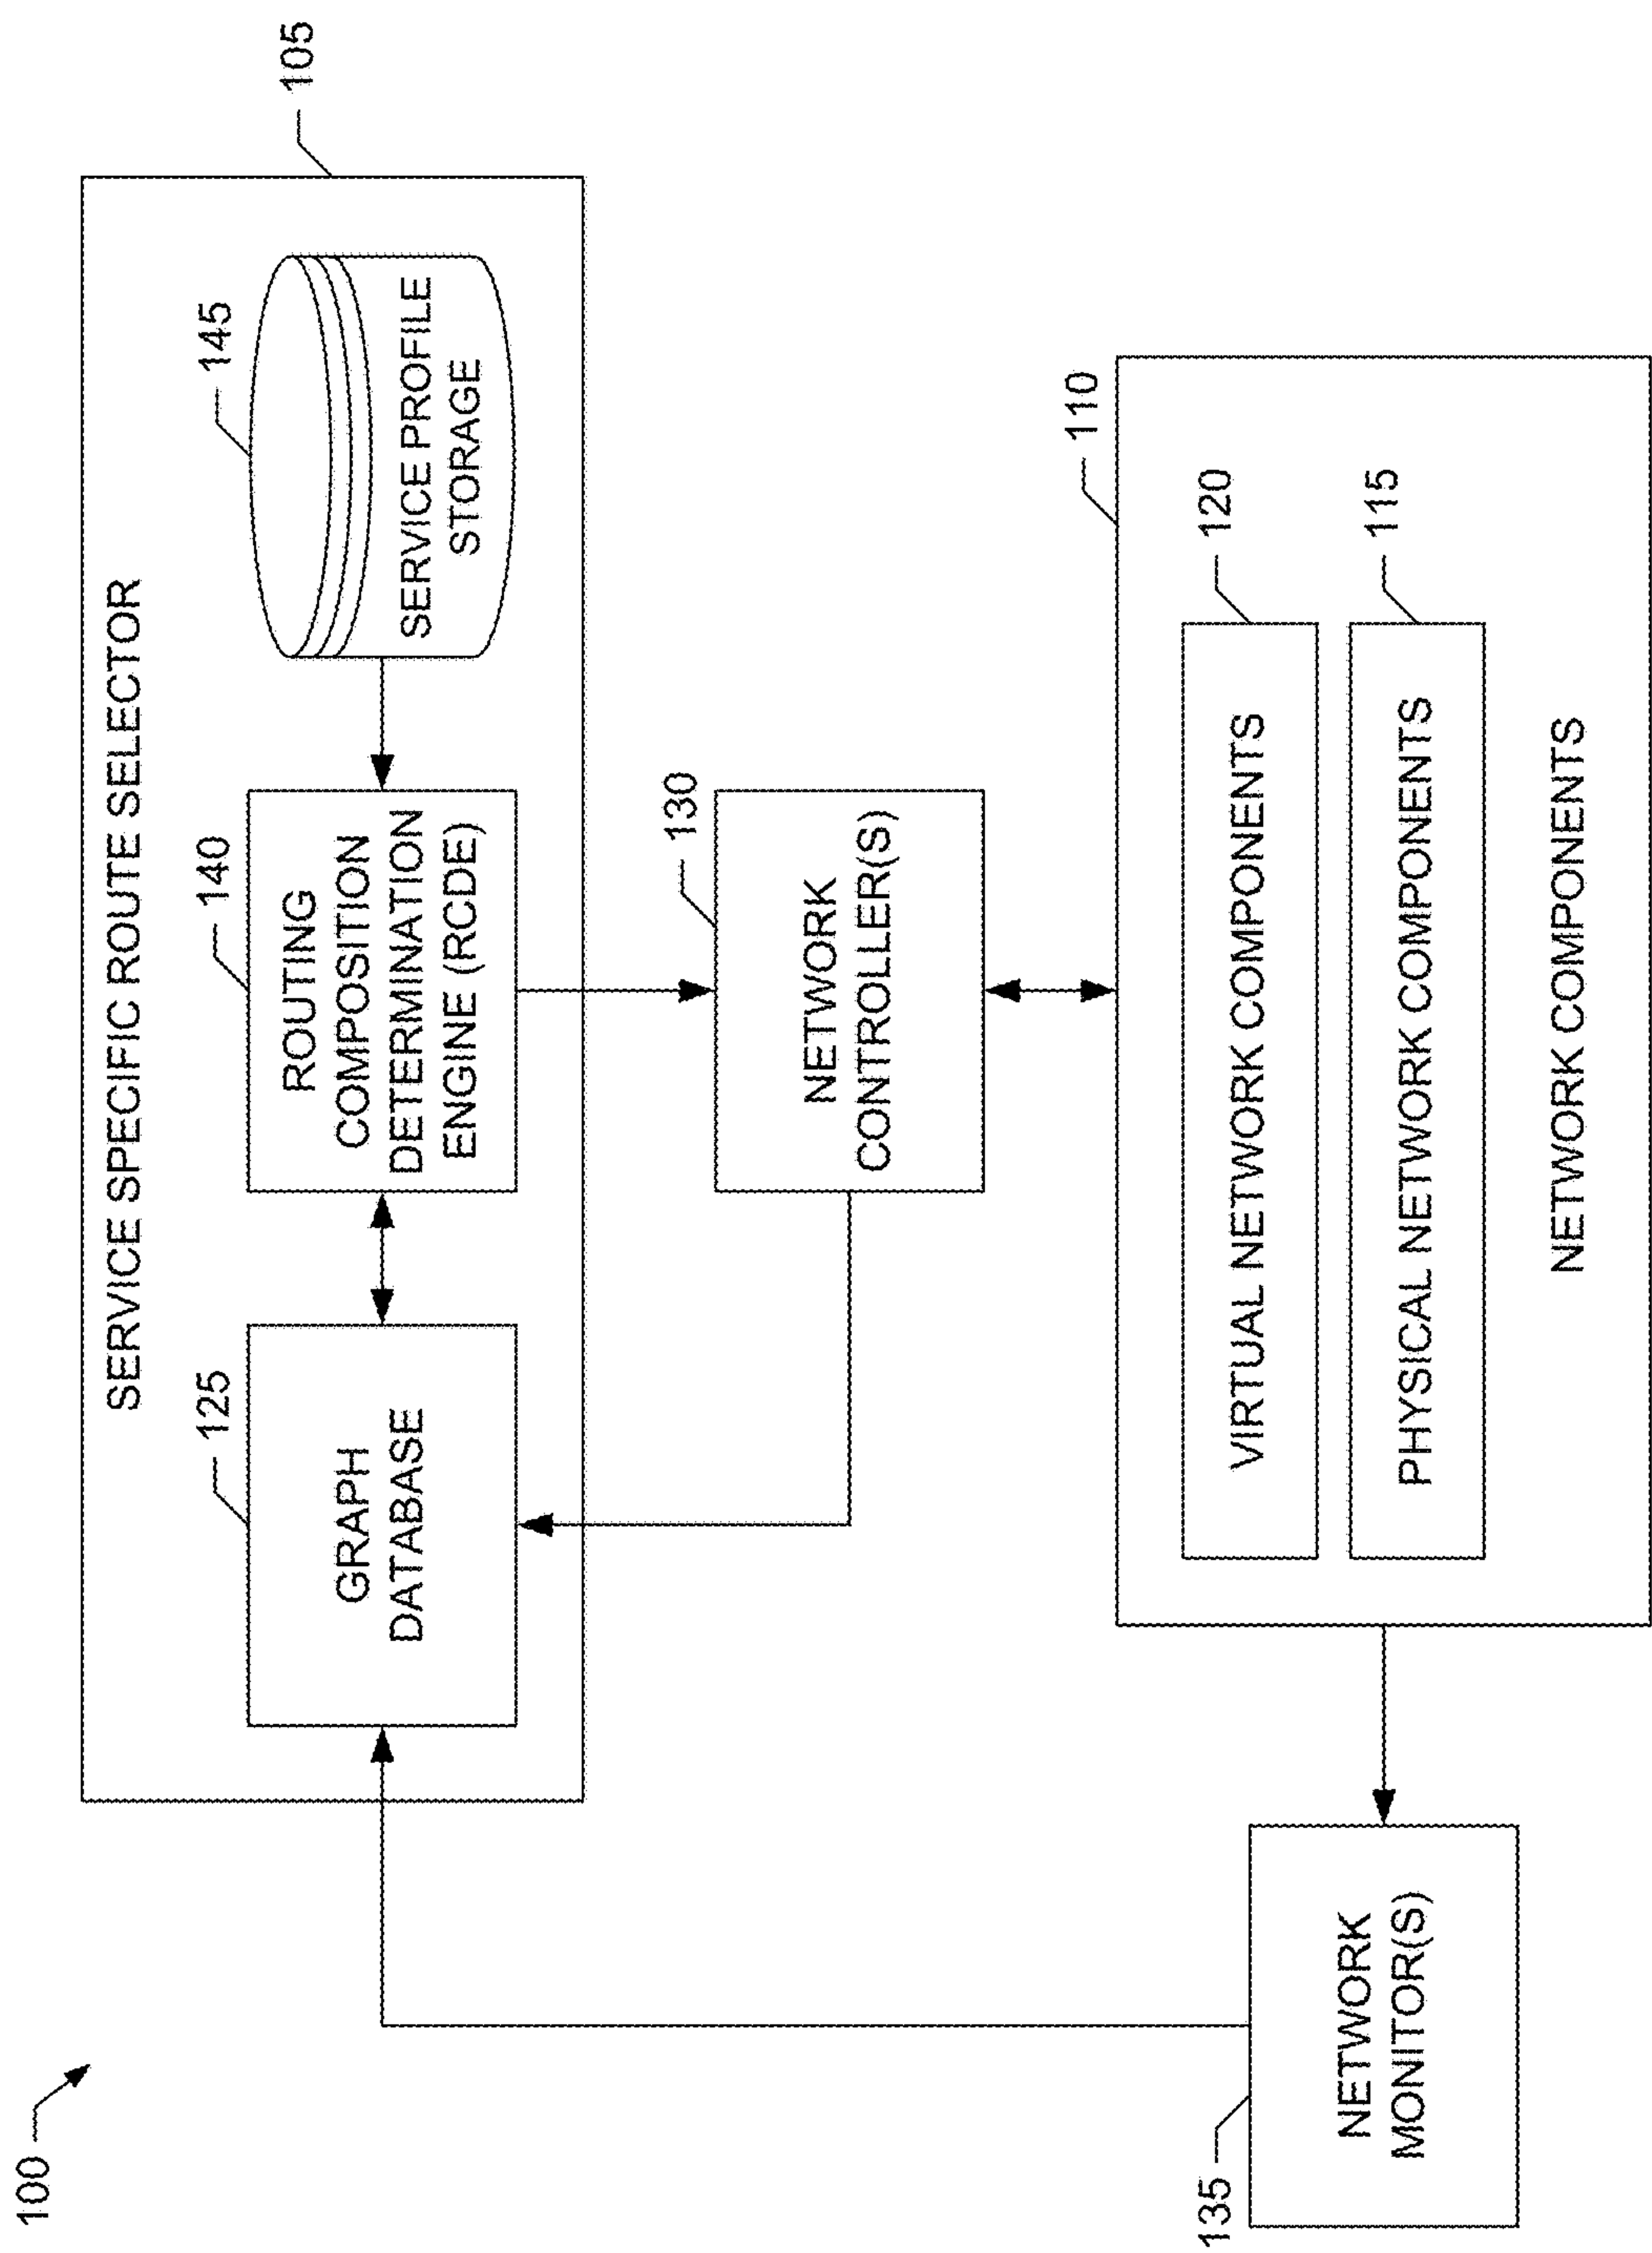 100
105
SERVICE SPECIFIC ROUTE SELECTOR
125
GRAPH
DATABASE
140
ROUTING
COMPOSITION
DETERMINATION
ENGINE (RCDE)
145
SERVICE PROFILE
STORAGE
130
NETWORK
CONTROLLER(S)
110
120
VIRTUAL NETWORK COMPONENTS
115
PHYSICAL NETWORK COMPONENTS
NETWORK COMPONENTS
135
NETWORK
MONITOR(S)